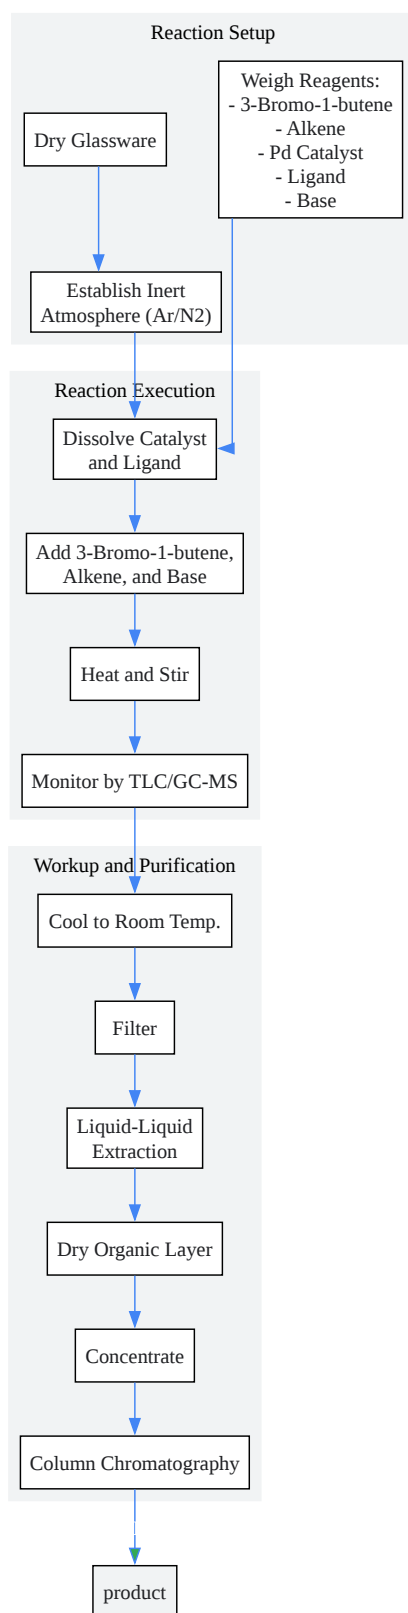 Reaction Setup
Weigh Reagents:
- 3-Bromo-1-butene
- Alkene
- Pd Catalyst
- Ligand
- Base
Dry Glassware
Establish Inert
Atmosphere (Ar/N2)
Reaction Execution
Dissolve Catalyst
and Ligand
Add 3-Bromo-1-butene,
Alkene, and Base
Heat and Stir
Monitor by TLC/GC-MS
Workup and Purification
Cool to Room Temp.
Filter
Liquid-Liquid
Extraction
Dry Organic Layer
Concentrate
Column Chromatography
product